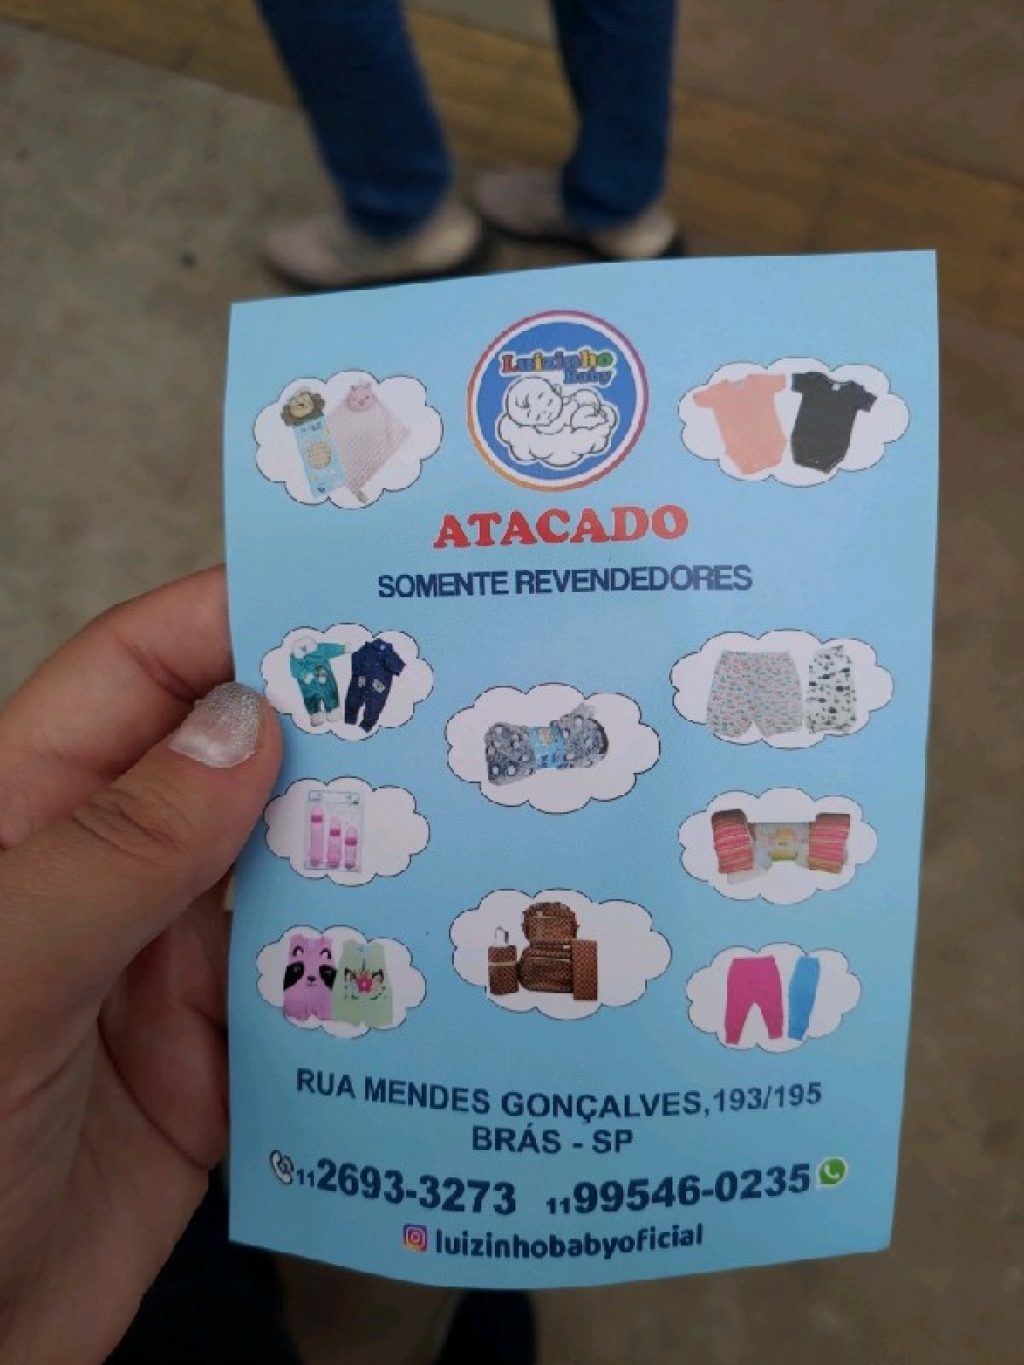 Luizinho
Baby
ATACADO
SOMENTE REVENDEDORES
RUA MENDES GONÇALVES,193/195
BRÁS - SP
112693-3273 1199546-0235
luizinhobabyoficial